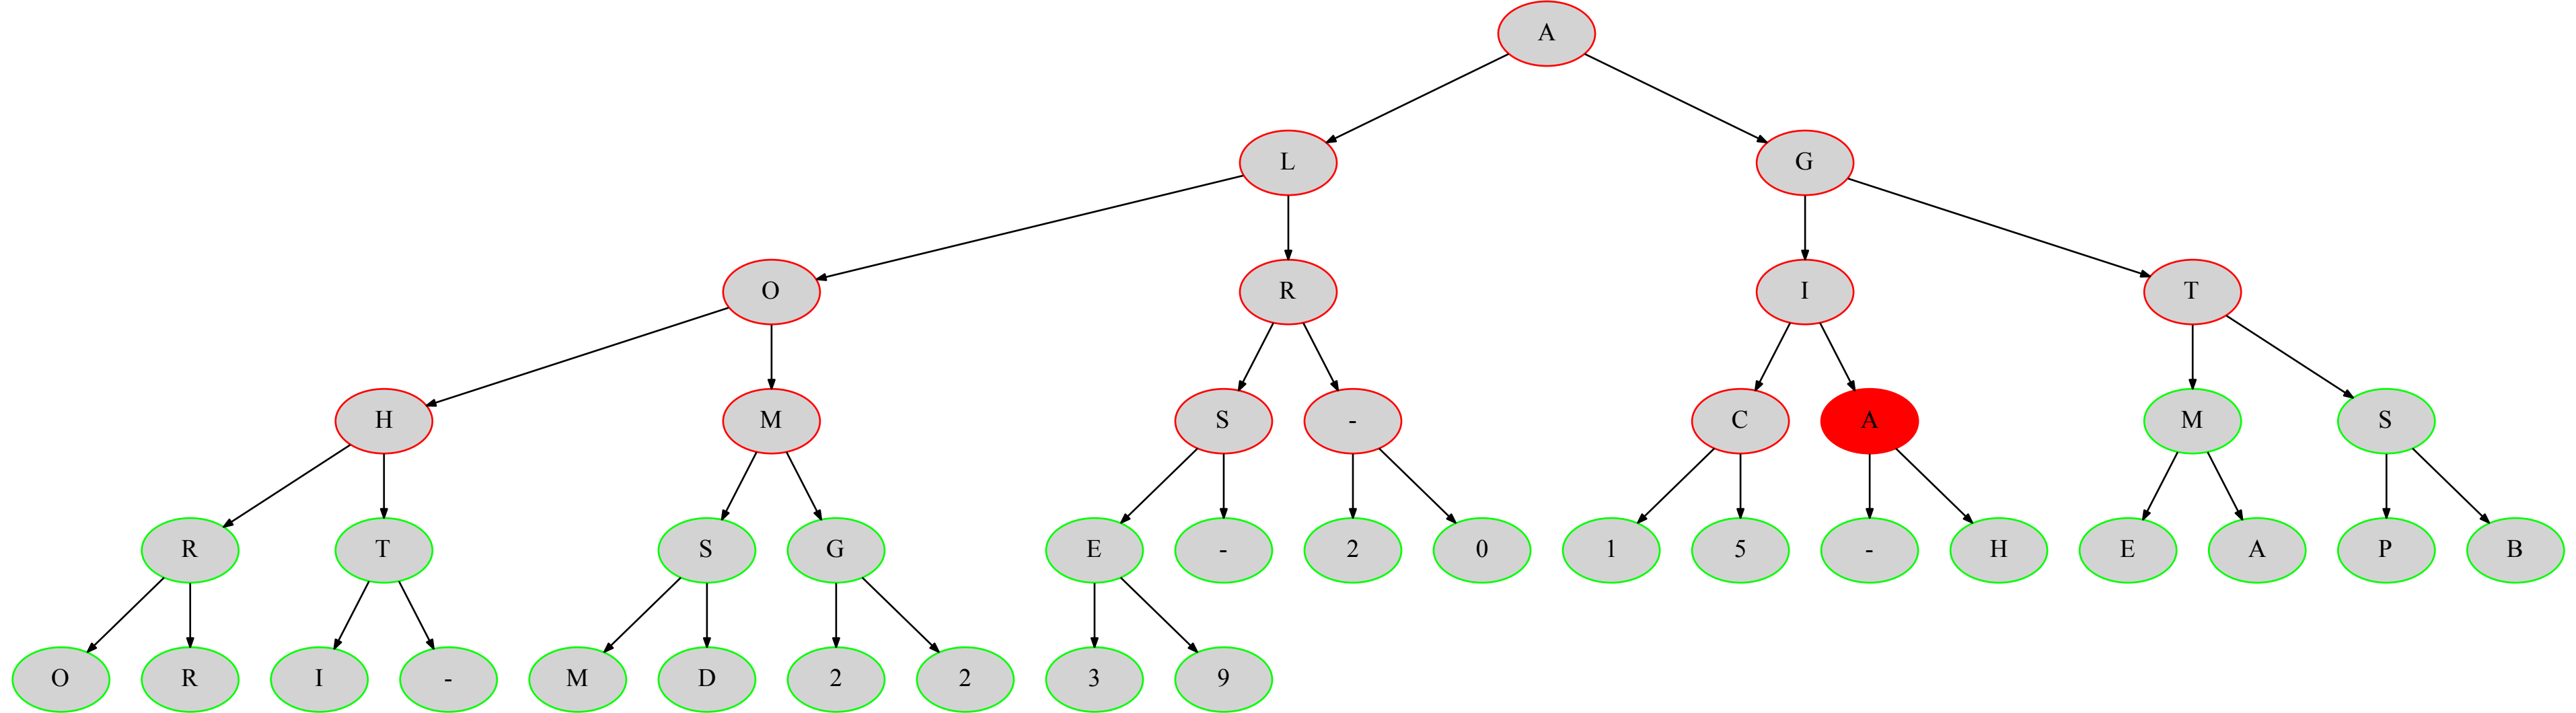 A
L G
O R I T
H M S - C A M S
R T S G E - 2 0 1 5 - H E A P B
O R I - M D 2 2 3 9